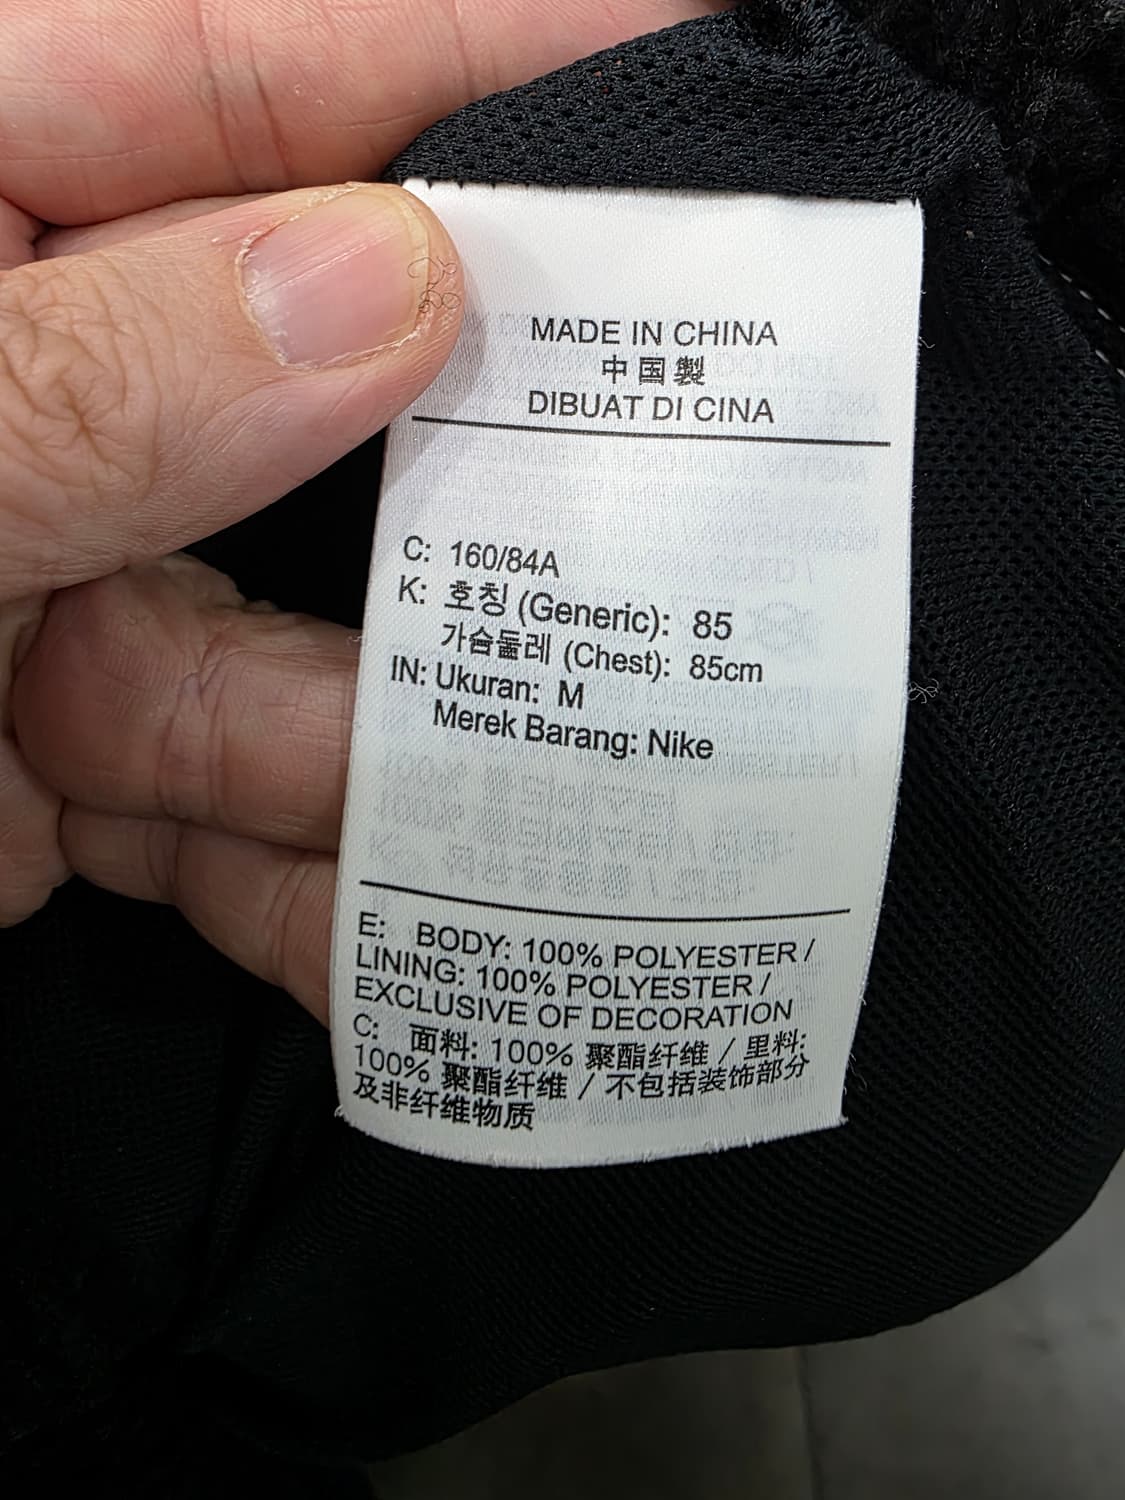 MADE IN CHINA
中国製
DIBUAT DI CINA
C: 160/84A
K: 호칭 (Generic): 85
가슴둘레 (Chest): 85cm
IN: Ukuran: M
Merek Barang: Nike
E: BODY: 100% POLYESTER /
LINING: 100% POLYESTER /
EXCLUSIVE OF DECORATION
C: 面料: 100% 聚酯纤维 / 里料:
100% 聚酯纤维 / 不包括装饰部分
及非纤维物质